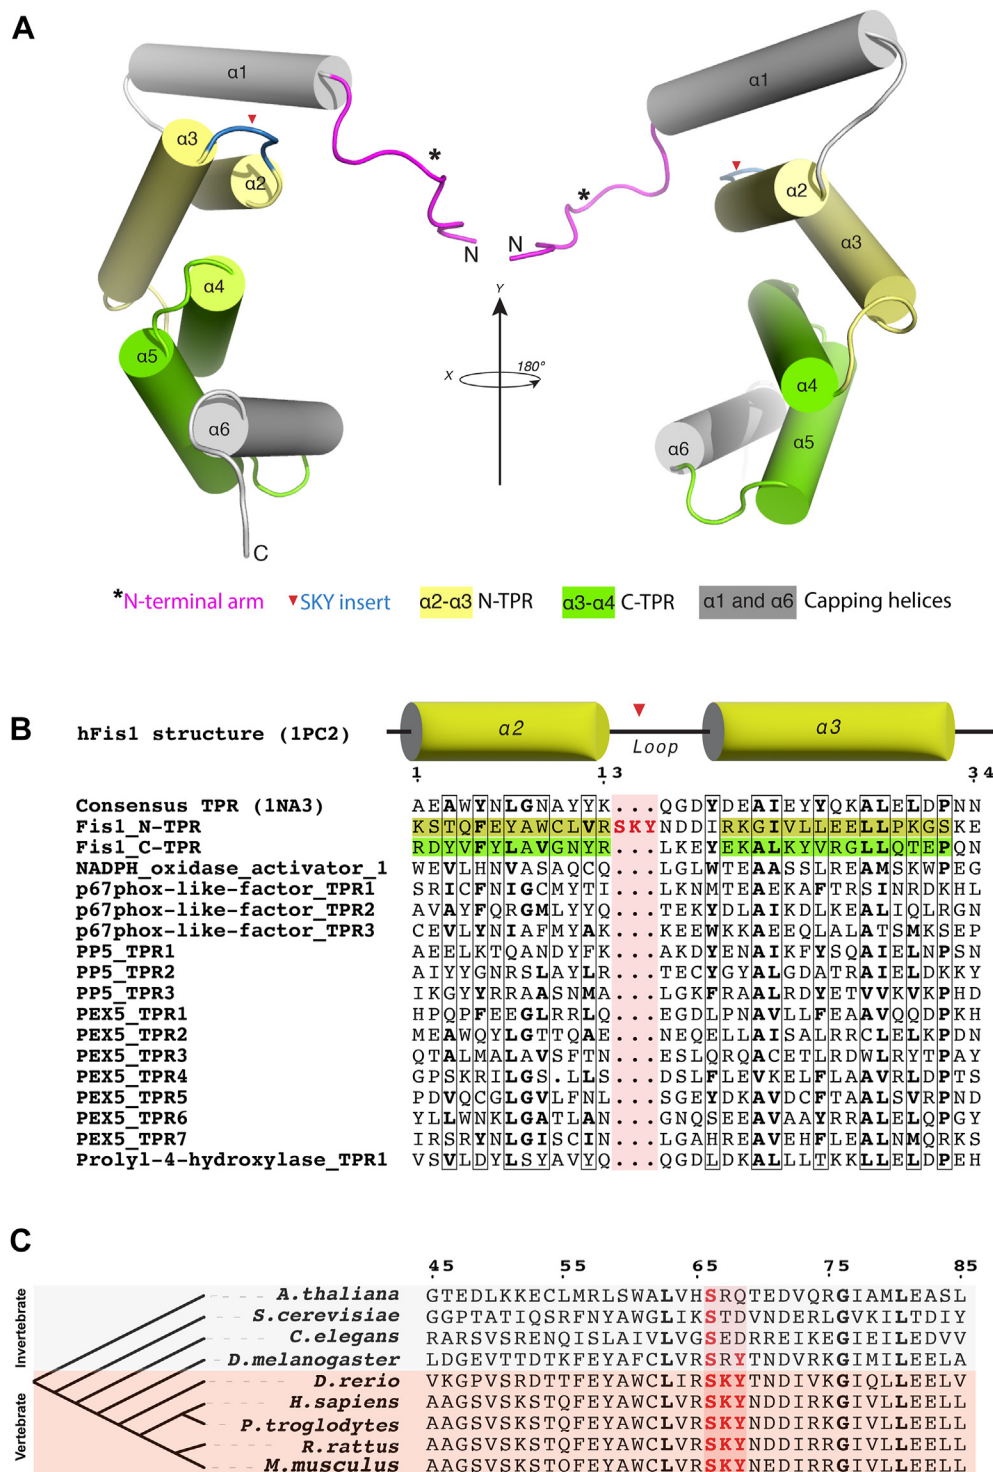 A
α1
α3
α2
α4
α5
α6
*
N
C
α1
α2
α3
α4
α5
α6
*
N
Y
X
180°
*N-terminal arm ▼SKY insert α2-α3 N-TPR α3-α4 C-TPR α1 and α6 Capping helices
B
hFis1 structure (1PC2) α2 Loop α3
1 13 34
Consensus TPR (1NA3) AEAWYNLGNAYYK...QGDYDEAIEYYQKALELDPNN
Fis1_N-TPR KSTQFEYAWCLVRSKYNDDIRKGIVLLEELLPKGSKE
Fis1_C-TPR RDYVFYLAVGNYR...LKEYEKALKYVRGLLQTEPQN
NADPH_oxidase_activator_1 WEVLHNVASAQCQ...LGLWTEAASSLREAMSKWPEG
p67phox-like-factor_TPR1 SRICFNIGCMYTI...LKNMTEAEKAFTRSINRDKHL
p67phox-like-factor_TPR2 AVAYFQRGMLYYQ...TEKYDLAIKDLKEALIQLRGN
p67phox-like-factor_TPR3 CEVLYNIAFMYAK...KEEWKKAEEQLALATSMKSEP
PP5_TPR1 AEELKTQANDYFK...AKDYENAIKFYSQAIELNPSN
PP5_TPR2 AIYYGNRSLAYLR...TECYGYALGDATRAIELDKKY
PP5_TPR3 IKGYYRRAASNMA...LGKFRAALRDYETVVKVKPHD
PEX5_TPR1 HPQPFEEGLRRLQ...EGDLPNAVLLFEAAVQQDPKH
PEX5_TPR2 MEAWQYLGTTQAE...NEQELLAISALRRCLELKPDN
PEX5_TPR3 QTALMALAVSFTN...ESLQRQACETLRDWLRYTPAY
PEX5_TPR4 GPSKRILGS.LLS...DSLFLEVKELFLAAVRLDPTS
PEX5_TPR5 PDVQCGLGVLFNL...SGEYDKAVDCFTAALSVRPND
PEX5_TPR6 YLLWNKLGATLAN...GNQSEEAVAAYRRALELQPGY
PEX5_TPR7 IRSRYNLGISCIN...LGAHREAVEHFLEALNMQRKS
Prolyl-4-hydroxylase_TPR1 VSVLDYLSYAVYQ...QGDLDKALLLTKKLLELDPEH
C
45 55 65 75 85
Invertebrate
A.thaliana GTEDLKKECLMRLSWALVHSRQTEDVQRGIAMLEASL
S.cerevisiae GGPTATIQSRFNYAWGLIKSTDVNDERLGVKILTDIY
C.elegans RARSVSRENQISLAIVLVGSEDRREIKEGIEILEDVV
D.melanogaster LDGEVTTDTKFEYAFCLVRSRYTNDVRKGIMILEELA
Vertebrate
D.rerio VKGPVSRDTTFEYAWCLIRSKYTNDIVKGIQLLEELV
H.sapiens AAGSVSKSTQFEYAWCLVRSKYNDDIRRGIVLLEELL
P.troglodytes AAGSVSKSTQFEYAWCLVRSKYNDDIRKGIVLLEELL
R.rattus AAGSVSKSTQFEYAWCLVRSKYNDDIRRGIVLLEELL
M.musculus AAGSVSKSTQFEYAWCLVRSKYNDDIRRGIVLLEELL